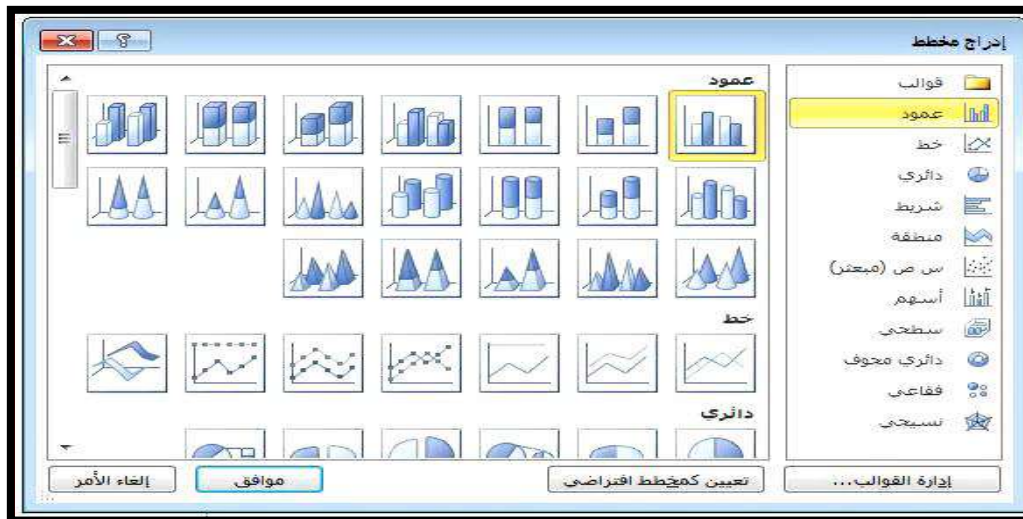 إدراج مخطط
قوالب
عمود
خط
دائري
شريط
منطقة
س ص (مبعثر)
أسهم
سطحي
دائري مجوف
فقاعي
نسيجي
عمود
خط
دائري
إدارة القوالب...
تعيين كمخطط افتراضي
موافق
إلغاء الأمر